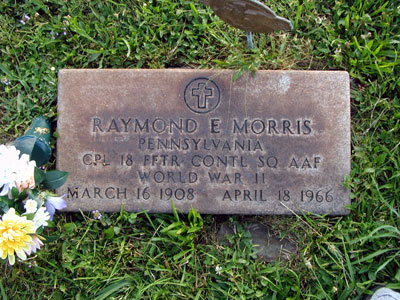 RAYMOND E MORRIS
PENNSYLVANIA
CPL 18 FFTR CONTL SQ AAF
WORLD WAR II
MARCH 16 1908 APRIL 18 1966